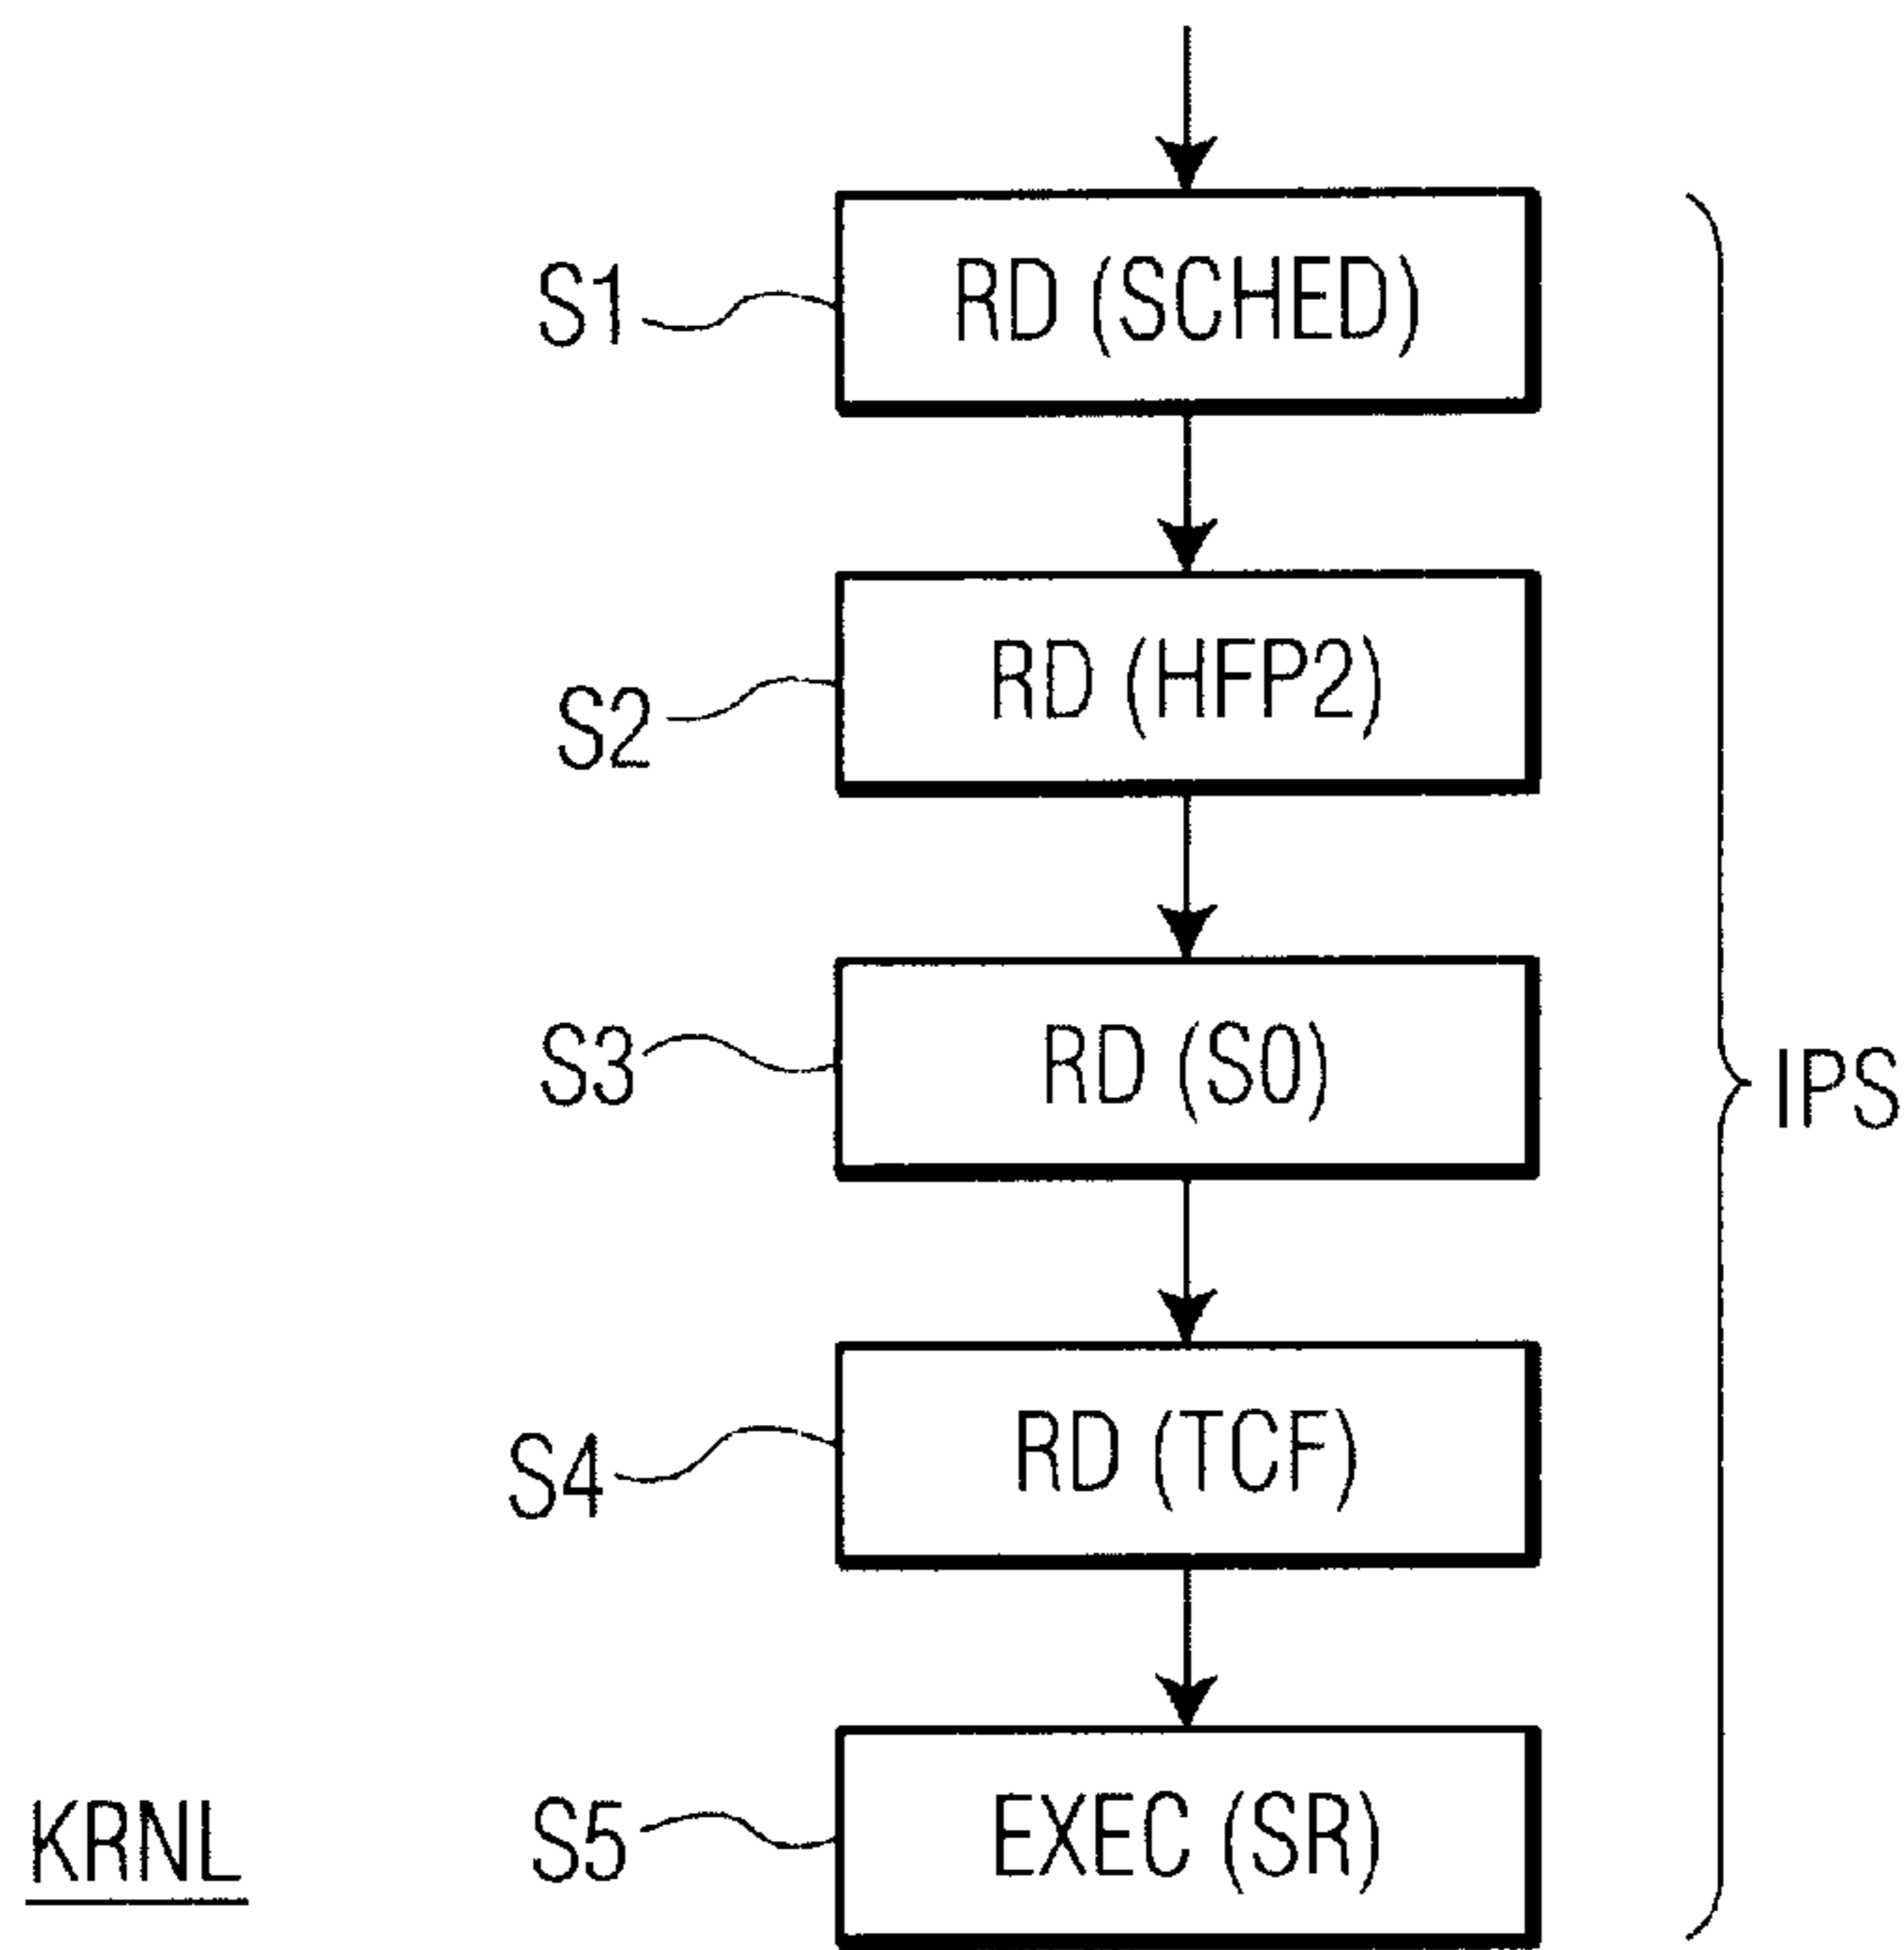 S1
RD (SCHED)
S2
RD (HFP2)
S3
RD (S0)
IPS
S4
RD (TCF)
KRNL
S5
EXEC (SR)